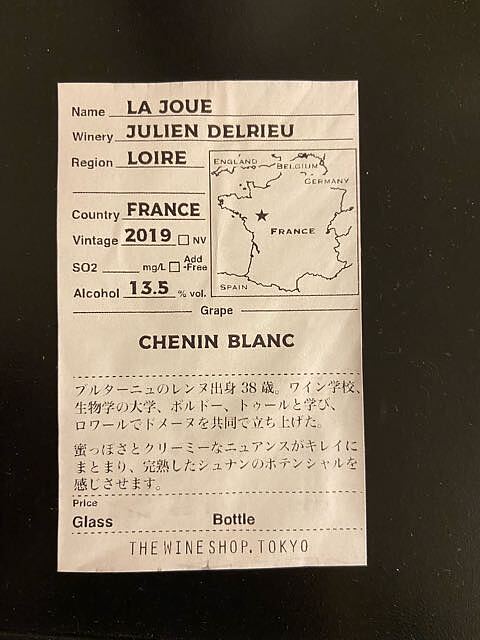 Name LA JOUE
Winery JULIEN DELRIEU
Region LOIRE
ENGLAND
BELGIUM
GERMANY
FRANCE
SPAIN
Country FRANCE
Vintage 2019 □ NV
SO2 mg/L □ Add-Free
Alcohol 13.5 % vol.
Grape
CHENIN BLANC
ブルターニュのレンヌ出身38歳。ワイン学校、
生物学の大学、ボルドー、トゥールと学び、
ロワールでドメーヌを共同で立ち上げた。
蜜っぽさとクリーミーなニュアンスがキレイに
まとまり、完熟したシュナンのポテンシャルを
感じさせます。
Price
Glass Bottle
THEWINESHOP.TOKYO